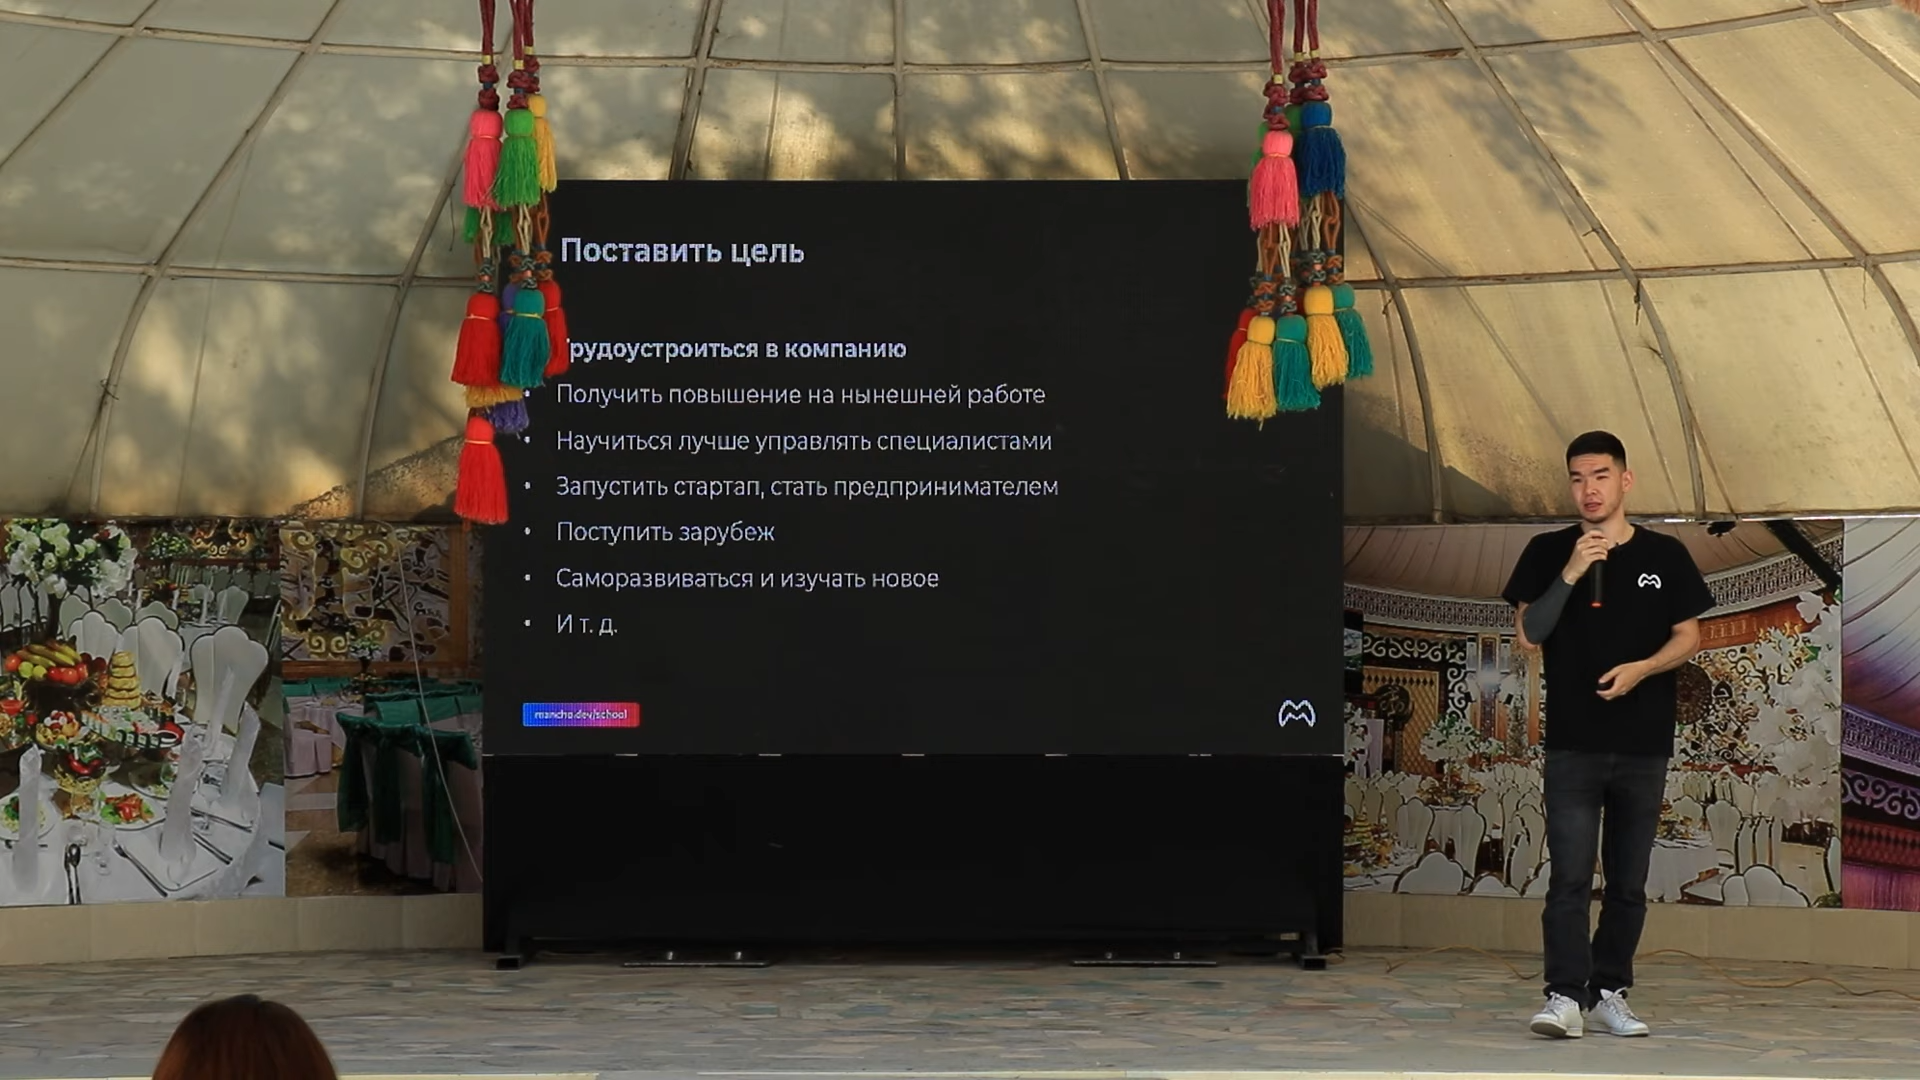 Поставить цель
Трудоустроиться в компанию
• Получить повышение на нынешней работе
• Научиться лучше управлять специалистами
• Запустить стартап, стать предпринимателем
• Поступить зарубеж
• Саморазвиваться и изучать новое
• И т. д.
mancho.dev/school